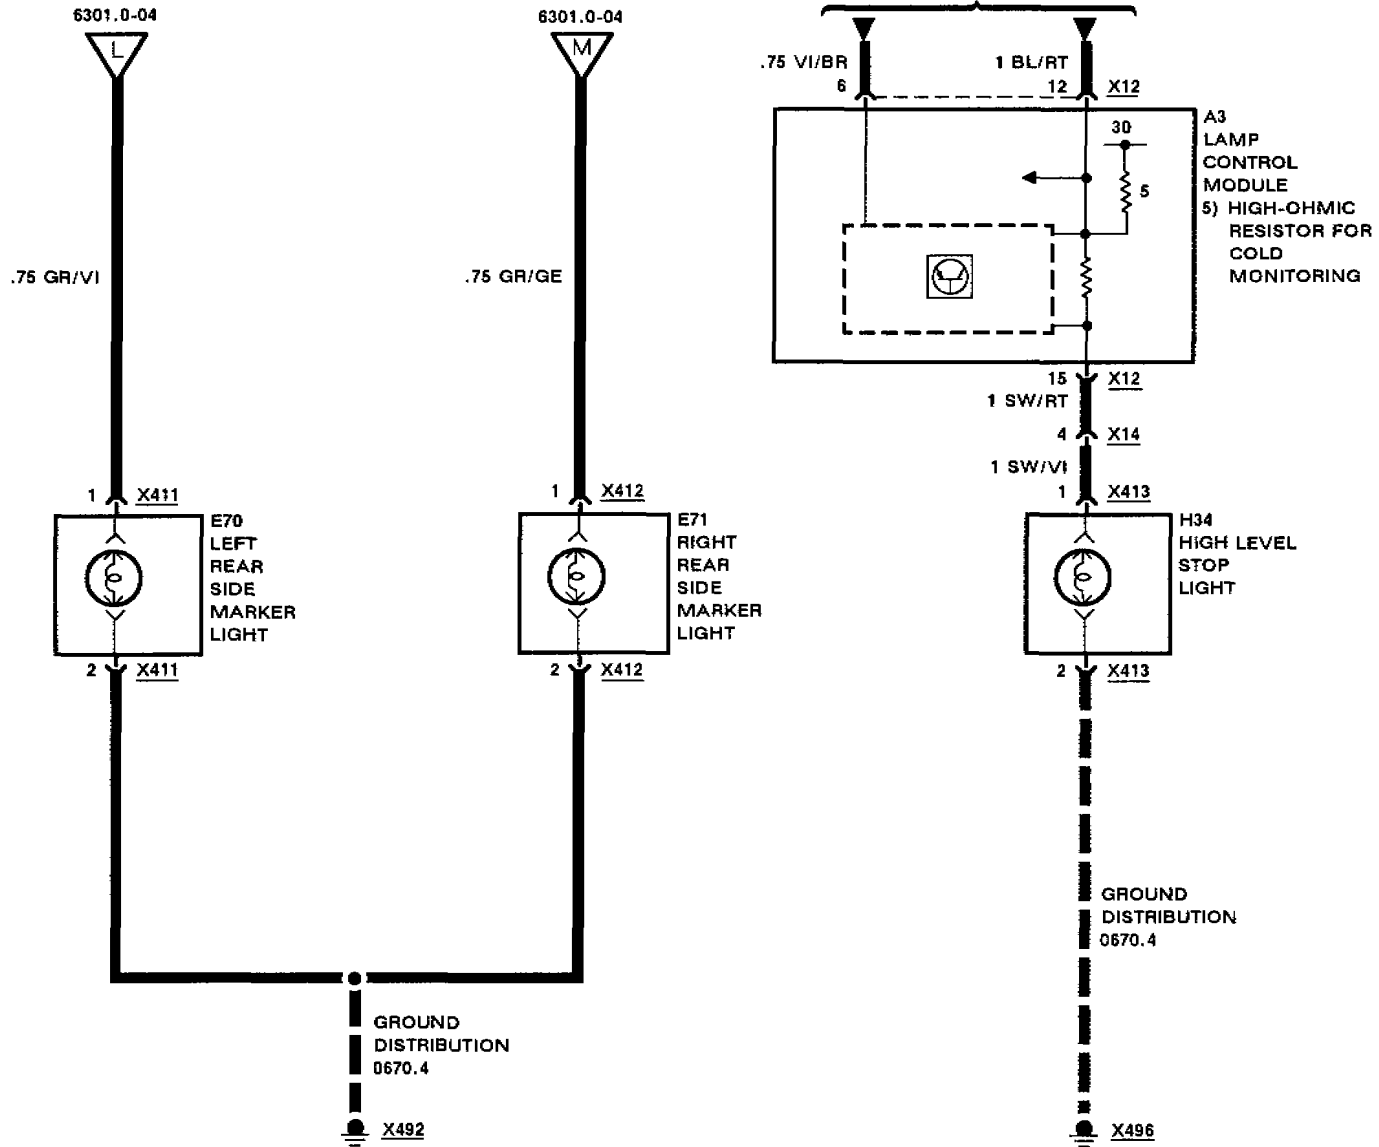 6301.0-04
L
6301.0-04
M
.75 VI/BR
6
1 BL/RT
12
X12
A3
LAMP
CONTROL
MODULE
5) HIGH-OHMIC
RESISTOR FOR
COLD
MONITORING
30
5
.75 GR/VI
.75 GR/GE
15
X12
1 SW/RT
4
X14
1 SW/VI
1
X411
1
X412
1
X413
E70
LEFT
REAR
SIDE
MARKER
LIGHT
E71
RIGHT
REAR
SIDE
MARKER
LIGHT
H34
HIGH LEVEL
STOP
LIGHT
2
X411
2
X412
2
X413
GROUND
DISTRIBUTION
0670.4
GROUND
DISTRIBUTION
0670.4
X492
X496